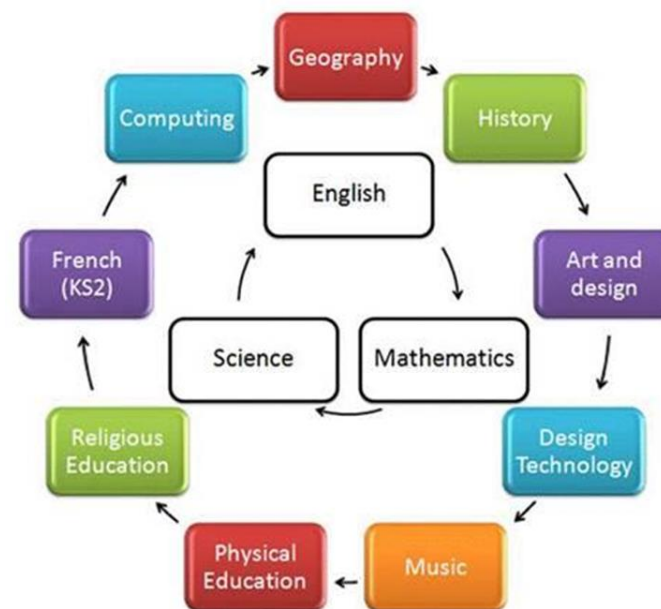 Geography
History
Art and
design
Design
Technology
Music
Physical
Education
Religious
Education
French
(KS2)
Computing
English
Mathematics
Science